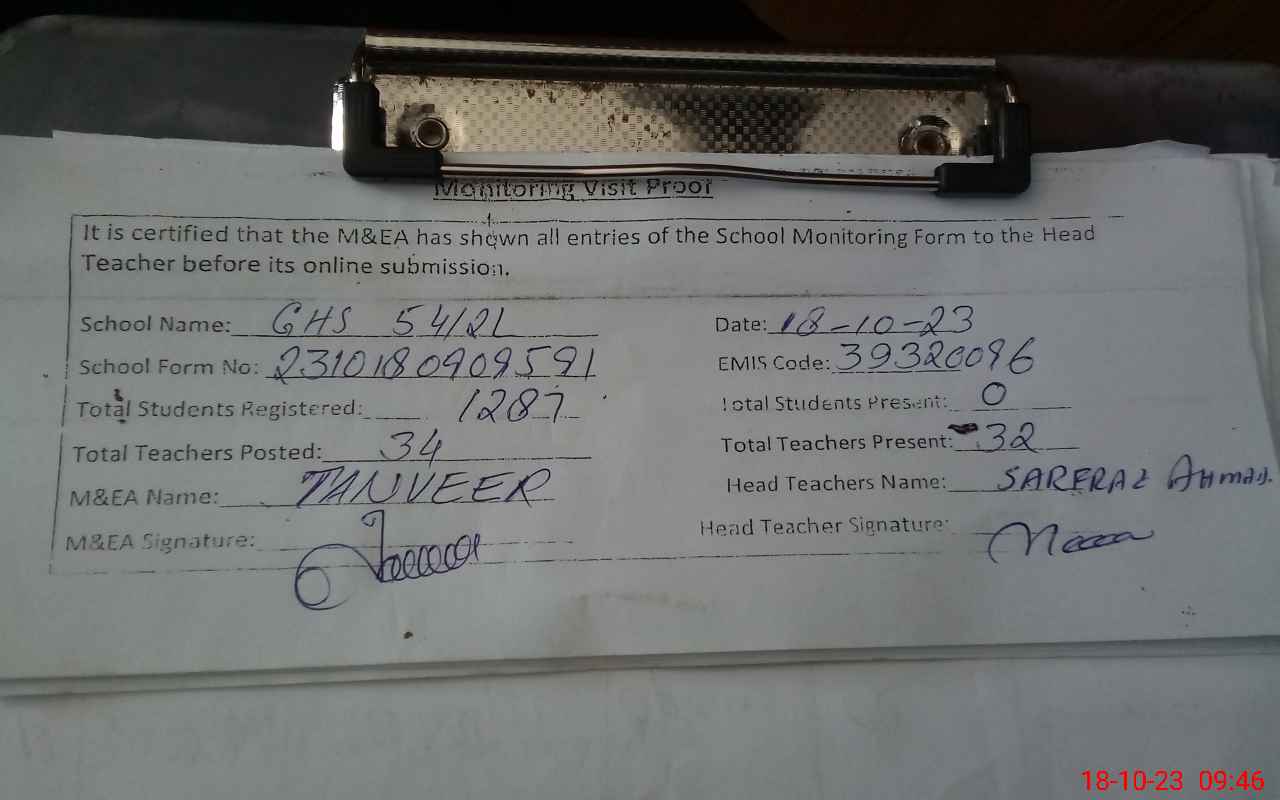 Monitoring Visit Proof
It is certified that the M&EA has shown all entries of the School Monitoring Form to the Head
Teacher before its online submission.
School Name: GHS 54/2L Date: 18-10-23
School Form No: 2310180909591 EMIS Code: 39320096
Total Students Registered: 1287 Total Students Present: 0
Total Teachers Posted: 34 Total Teachers Present: 32
M&EA Name: TANVEER Head Teachers Name: SARFRAZ AHMAD.
M&EA Signature: Head Teacher Signature:
18-10-23 09:46